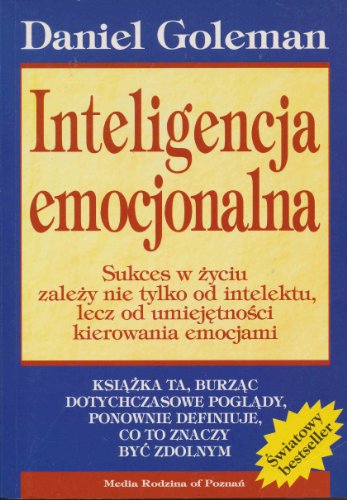 Daniel Goleman
Inteligencja
emocjonalna
Sukces w życiu
zależy nie tylko od intelektu,
lecz od umiejętności
kierowania emocjami
KSIĄŻKA TA, BURZĄC
DOTYCHCZASOWE POGLĄDY,
PONOWNIE DEFINIUJE,
CO TO ZNACZY
BYĆ ZDOLNYM
Światowy
bestseller
Media Rodzina of Poznań